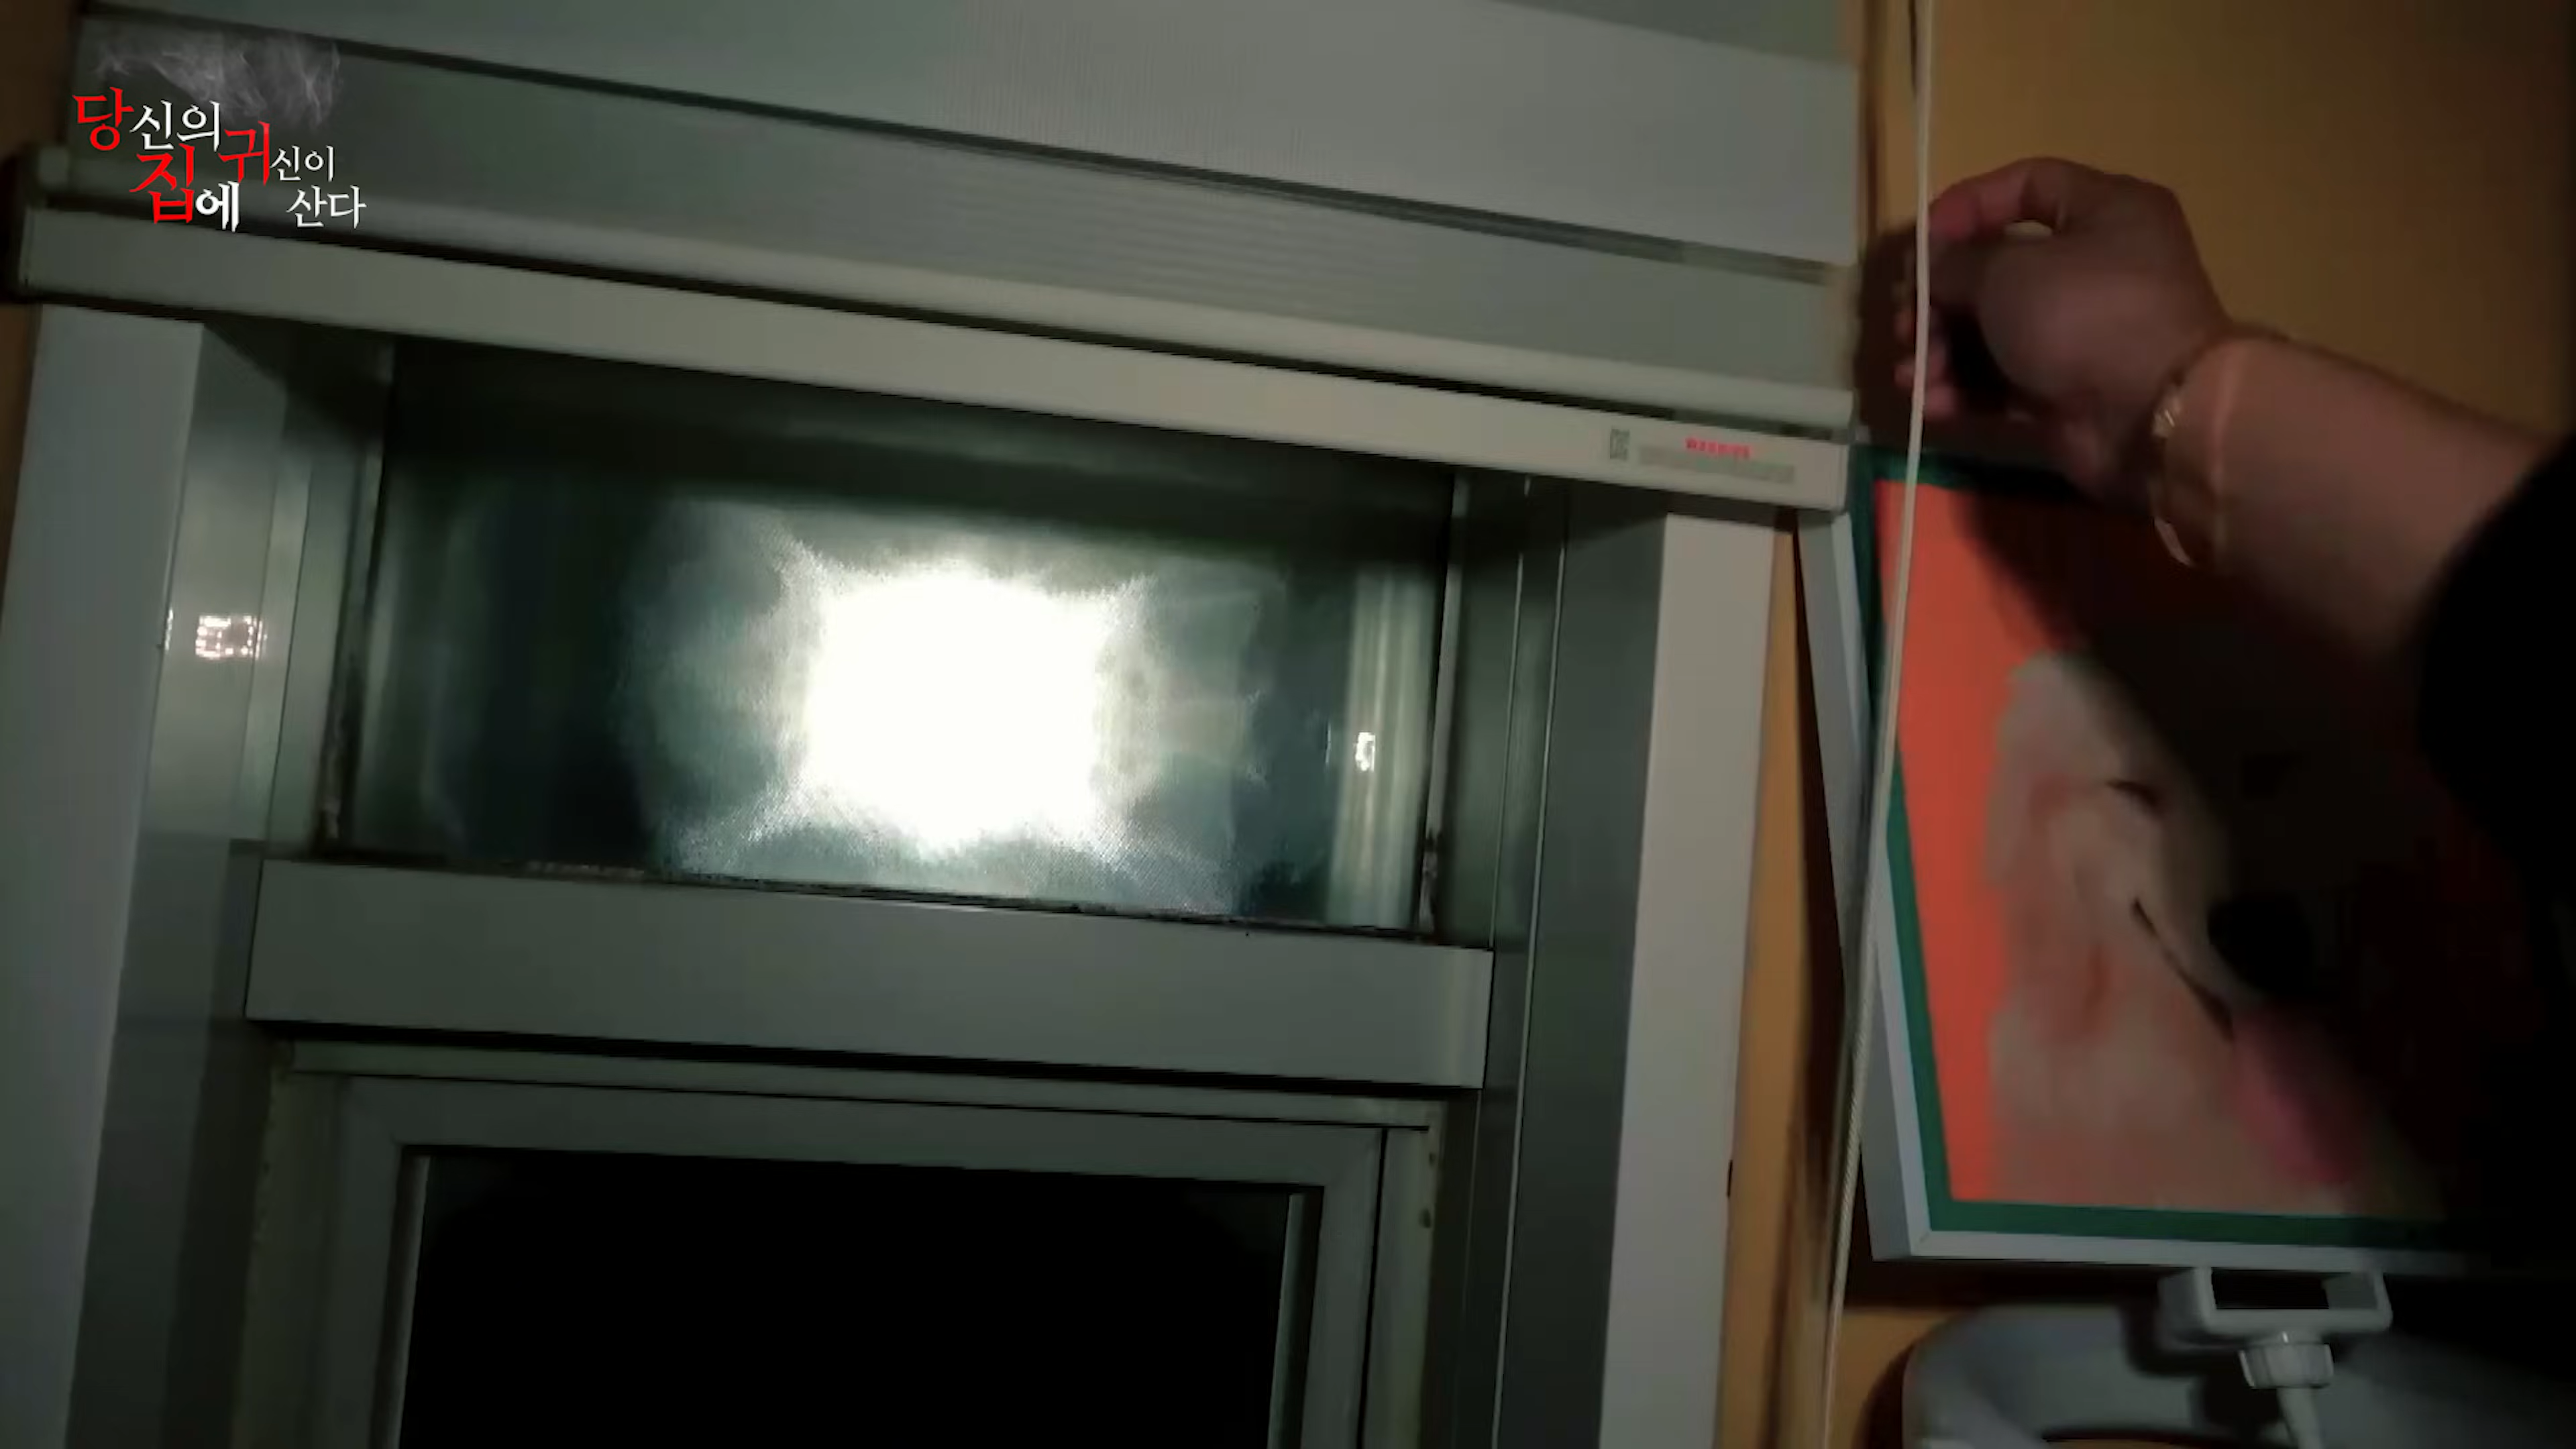 당신의
집에 귀신이
산다